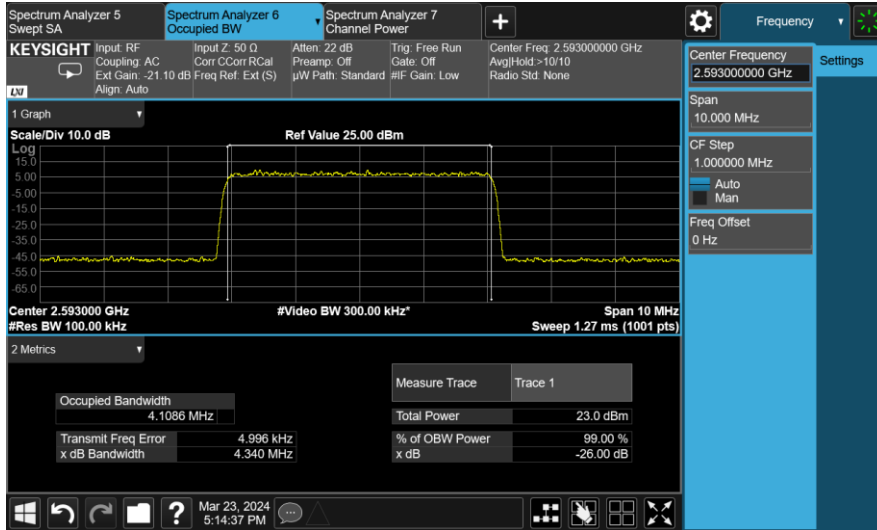 Spectrum Analyzer 5
Swept SA
Spectrum Analyzer 6
Occupied BW
Spectrum Analyzer 7
Channel Power
+
Frequency
KEYSIGHT
LXI
Input: RF
Coupling: AC
Ext Gain: -21.10 dB
Align: Auto
Input Z: 50 Ω
Corr CCorr RCal
Freq Ref: Ext (S)
Atten: 22 dB
Preamp: Off
µW Path: Standard
Trig: Free Run
Gate: Off
#IF Gain: Low
Center Freq: 2.593000000 GHz
Avg|Hold:>10/10
Radio Std: None
Center Frequency
2.593000000 GHz
Settings
Span
10.000 MHz
CF Step
1.000000 MHz
Auto
Man
Freq Offset
0 Hz
1 Graph
Scale/Div 10.0 dB
Ref Value 25.00 dBm
Log
15.0
5.00
-5.00
-15.0
-25.0
-35.0
-45.0
-55.0
-65.0
Center 2.593000 GHz
#Video BW 300.00 kHz*
Span 10 MHz
#Res BW 100.00 kHz
Sweep 1.27 ms (1001 pts)
2 Metrics
Measure Trace
Trace 1
Occupied Bandwidth
4.1086 MHz
Total Power
23.0 dBm
Transmit Freq Error
4.996 kHz
% of OBW Power
99.00 %
x dB Bandwidth
4.340 MHz
x dB
-26.00 dB
?
Mar 23, 2024
5:14:37 PM